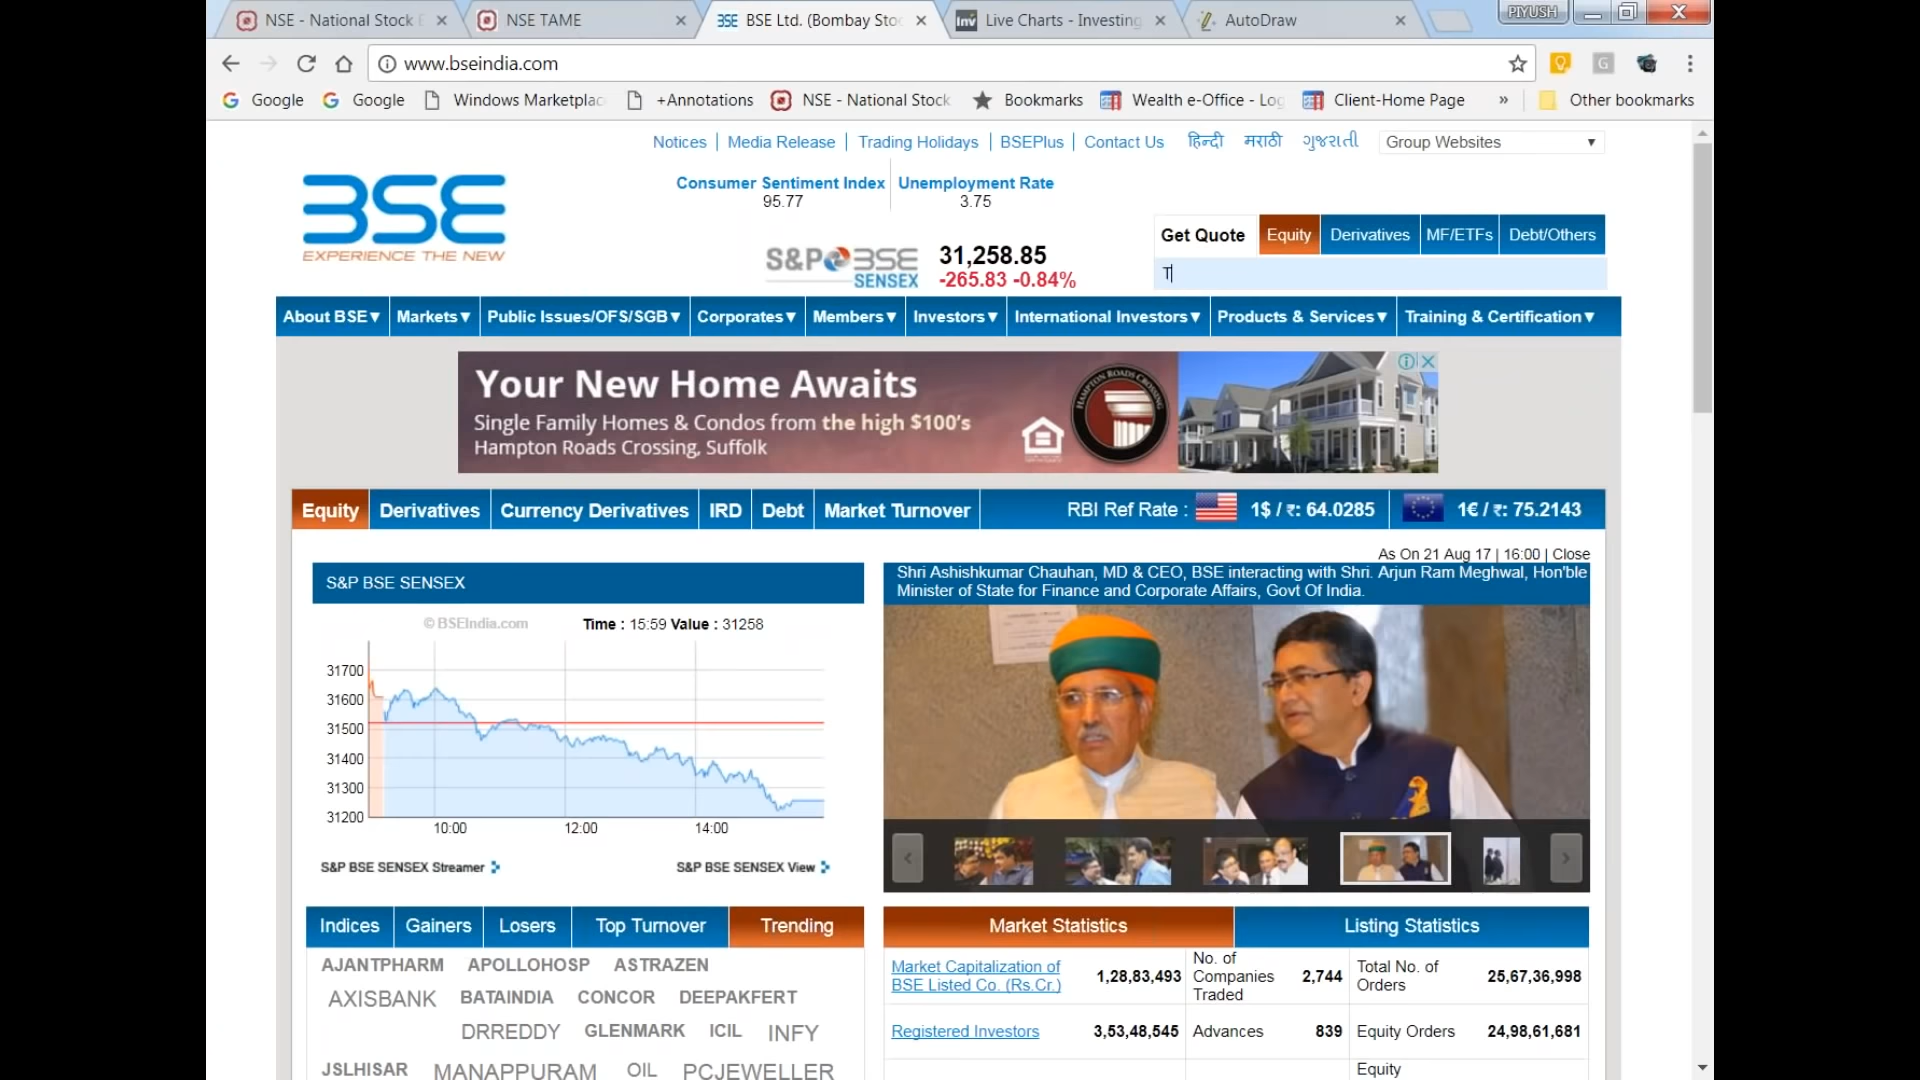 NSE - National Stock E
NSE TAME
BSE Ltd. (Bombay Sto
Live Charts - Investing
AutoDraw
PIYUSH
www.bseindia.com
Google
Google
Windows Marketplac
+Annotations
NSE - National Stock
Bookmarks
Wealth e-Office - Log
Client-Home Page
»
Other bookmarks
Notices | Media Release | Trading Holidays | BSEPlus | Contact Us हिन्दी मराठी ગુજરાતી
Group Websites
Consumer Sentiment Index
95.77
Unemployment Rate
3.75
BSE
EXPERIENCE THE NEW
S&P BSE
SENSEX
31,258.85
-265.83 -0.84%
Get Quote
Equity
Derivatives
MF/ETFs
Debt/Others
T
About BSE▼
Markets▼
Public Issues/OFS/SGB▼
Corporates▼
Members▼
Investors▼
International Investors▼
Products & Services▼
Training & Certification▼
Your New Home Awaits
Single Family Homes & Condos from the high $100's
Hampton Roads Crossing, Suffolk
HAMPTON ROADS CROSSING
Equity
Derivatives
Currency Derivatives
IRD
Debt
Market Turnover
RBI Ref Rate :
1$ / ₹: 64.0285
1€ / ₹: 75.2143
As On 21 Aug 17 | 16:00 | Close
S&P BSE SENSEX
© BSEIndia.com
Time : 15:59 Value : 31258
31700
31600
31500
31400
31300
31200
10:00
12:00
14:00
S&P BSE SENSEX Streamer
S&P BSE SENSEX View
Shri Ashishkumar Chauhan, MD & CEO, BSE interacting with Shri. Arjun Ram Meghwal, Hon'ble
Minister of State for Finance and Corporate Affairs, Govt Of India.
Indices
Gainers
Losers
Top Turnover
Trending
AJANTPHARM APOLLOHOSP ASTRAZEN
AXISBANK BATAINDIA CONCOR DEEPAKFERT
DRREDDY GLENMARK ICIL INFY
JSLHISAR MANAPPURAM OIL PCJEWELLER
Market Statistics
Listing Statistics
Market Capitalization of
BSE Listed Co. (Rs.Cr.)
1,28,83,493
No. of
Companies
Traded
2,744
Total No. of
Orders
25,67,36,998
Registered Investors
3,53,48,545
Advances
839
Equity Orders
24,98,61,681
Equity